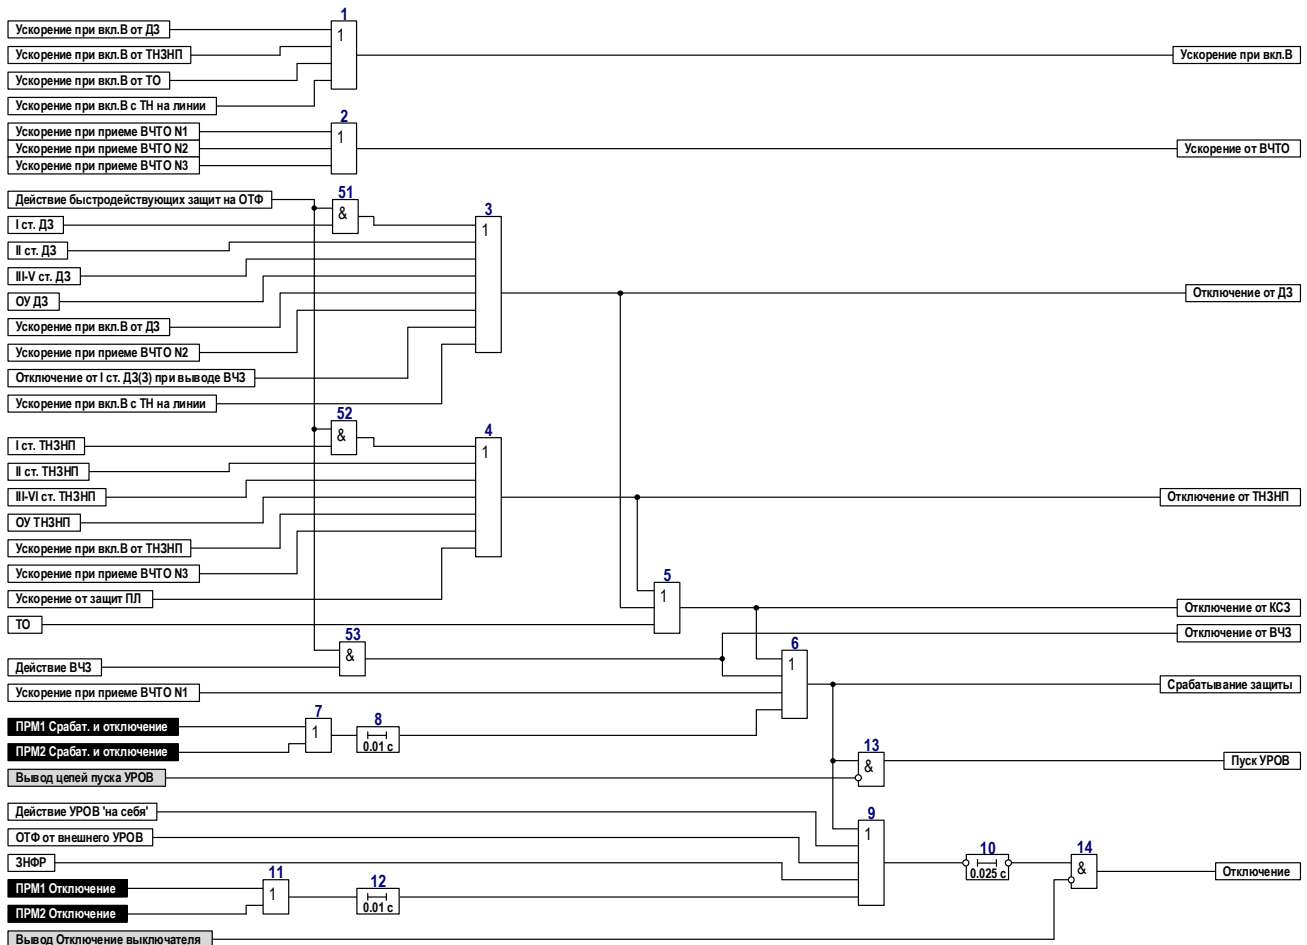 1
Ускорение при вкл.В от ДЗ
1
Ускорение при вкл.В от ТНЗНП
Ускорение при вкл.В
Ускорение при вкл.В от ТО
Ускорение при вкл.В с ТН на линии
2
Ускорение при приеме ВЧТО N1
1
Ускорение при приеме ВЧТО N2
Ускорение от ВЧТО
Ускорение при приеме ВЧТО N3
51
Действие быстродействующих защит на ОТФ
&
3
I ст. ДЗ
1
II ст. ДЗ
III-V ст. ДЗ
ОУ ДЗ
Отключение от ДЗ
Ускорение при вкл.В от ДЗ
Ускорение при приеме ВЧТО N2
Отключение от I ст. ДЗ(3) при выводе ВЧЗ
Ускорение при вкл.В с ТН на линии
52
&
4
I ст. ТНЗНП
1
II ст. ТНЗНП
III-VI ст. ТНЗНП
Отключение от ТНЗНП
ОУ ТНЗНП
Ускорение при вкл.В от ТНЗНП
Ускорение при приеме ВЧТО N3
5
Ускорение от защит ПЛ
1
Отключение от КСЗ
ТО
Отключение от ВЧЗ
53
&
6
Действие ВЧЗ
1
Ускорение при приеме ВЧТО N1
Срабатывание защиты
7
ПРМ1 Срабат. и отключение
1
8
0.01 с
ПРМ2 Срабат. и отключение
13
&
Пуск УРОВ
Вывод цепей пуска УРОВ
Действие УРОВ 'на себя'
9
1
ОТФ от внешнего УРОВ
10
0.025 с
14
&
ЗНФР
Отключение
11
ПРМ1 Отключение
1
12
0.01 с
ПРМ2 Отключение
Вывод Отключение выключателя